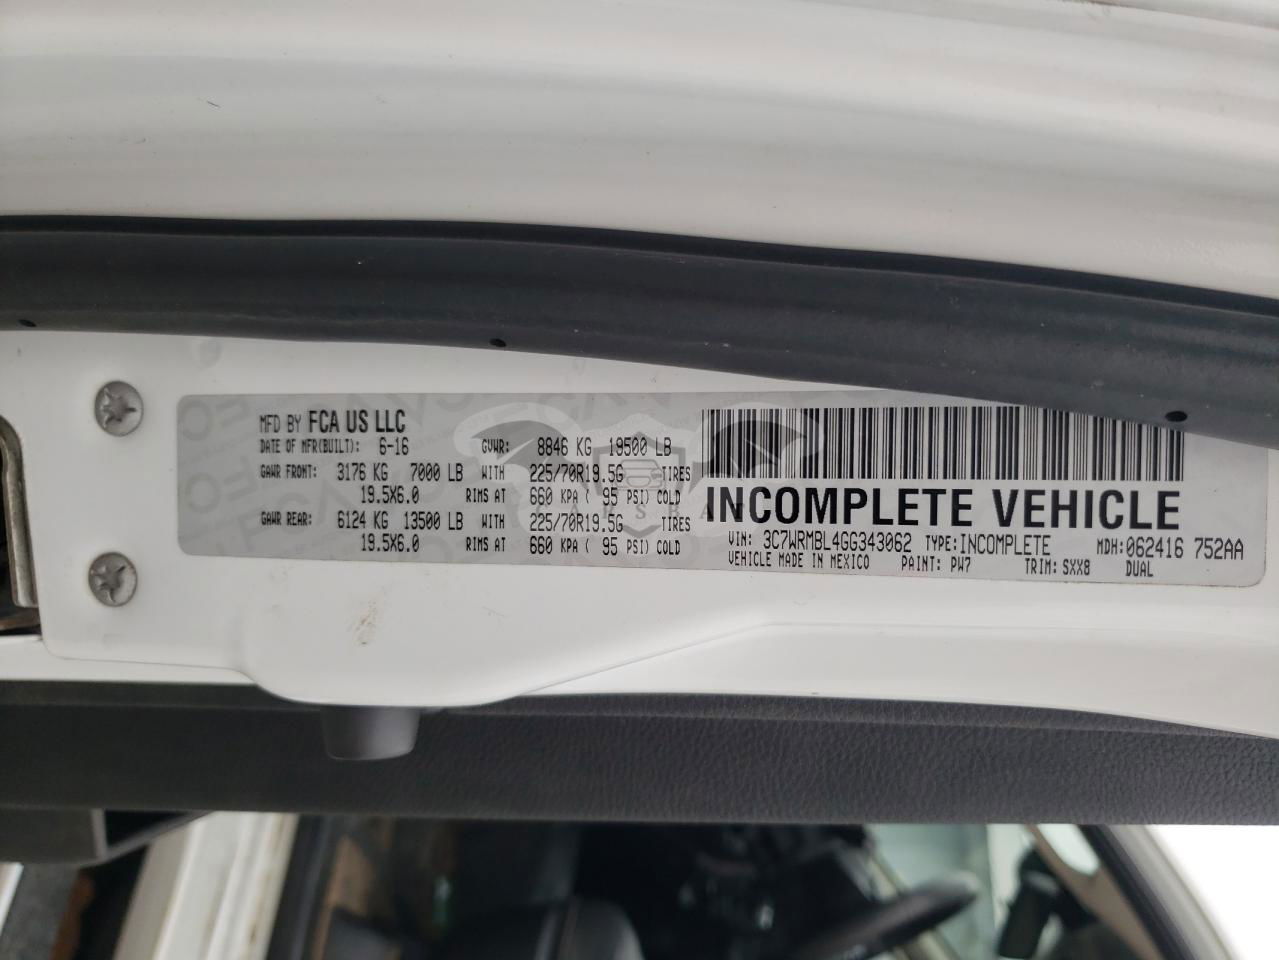 MFD BY FCA US LLC
DATE OF MFR(BUILT): 6-16 GVWR: 8846 KG 19500 LB
GAWR FRONT: 3176 KG 7000 LB WITH 225/70R19.5G TIRES
19.5X6.0 RIMS AT 660 KPA ( 95 PSI) COLD
GAWR REAR: 6124 KG 13500 LB WITH 225/70R19.5G TIRES
19.5X6.0 RIMS AT 660 KPA ( 95 PSI) COLD
INCOMPLETE VEHICLE
VIN: 3C7WRMBL4GG343062 TYPE:INCOMPLETE MDH:062416 752AA
VEHICLE MADE IN MEXICO PAINT: PW7 TRIM: SXX8 DUAL